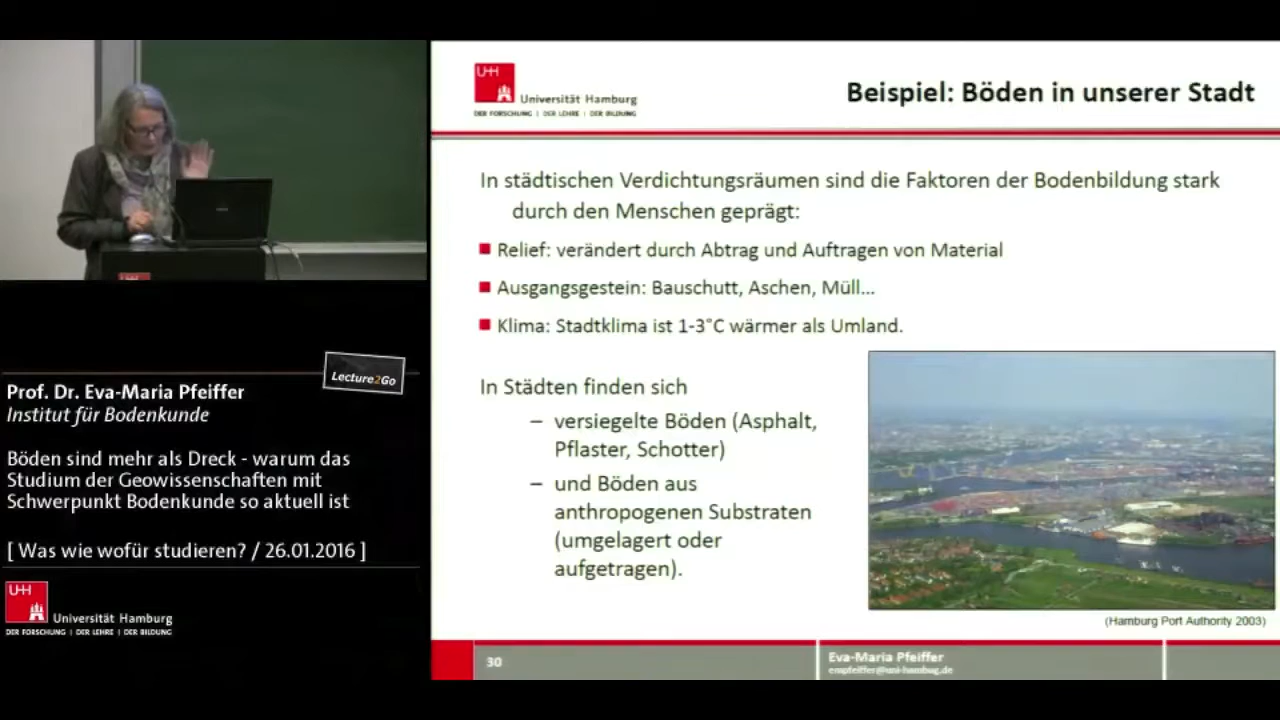 UHH
Universität Hamburg
DER FORSCHUNG | DER LEHRE | DER BILDUNG
Beispiel: Böden in unserer Stadt
In städtischen Verdichtungsräumen sind die Faktoren der Bodenbildung stark
durch den Menschen geprägt:
Relief: verändert durch Abtrag und Auftragen von Material
Ausgangsgestein: Bauschutt, Aschen, Müll...
Klima: Stadtklima ist 1-3°C wärmer als Umland.
In Städten finden sich
– versiegelte Böden (Asphalt,
Pflaster, Schotter)
– und Böden aus
anthropogenen Substraten
(umgelagert oder
aufgetragen).
(Hamburg Port Authority 2003)
30
Eva-Maria Pfeiffer
empfeiffer@uni-hambug.de
Lecture2Go
Prof. Dr. Eva-Maria Pfeiffer
Institut für Bodenkunde
Böden sind mehr als Dreck - warum das
Studium der Geowissenschaften mit
Schwerpunkt Bodenkunde so aktuell ist
[ Was wie wofür studieren? / 26.01.2016 ]
UHH
Universität Hamburg
DER FORSCHUNG | DER LEHRE | DER BILDUNG